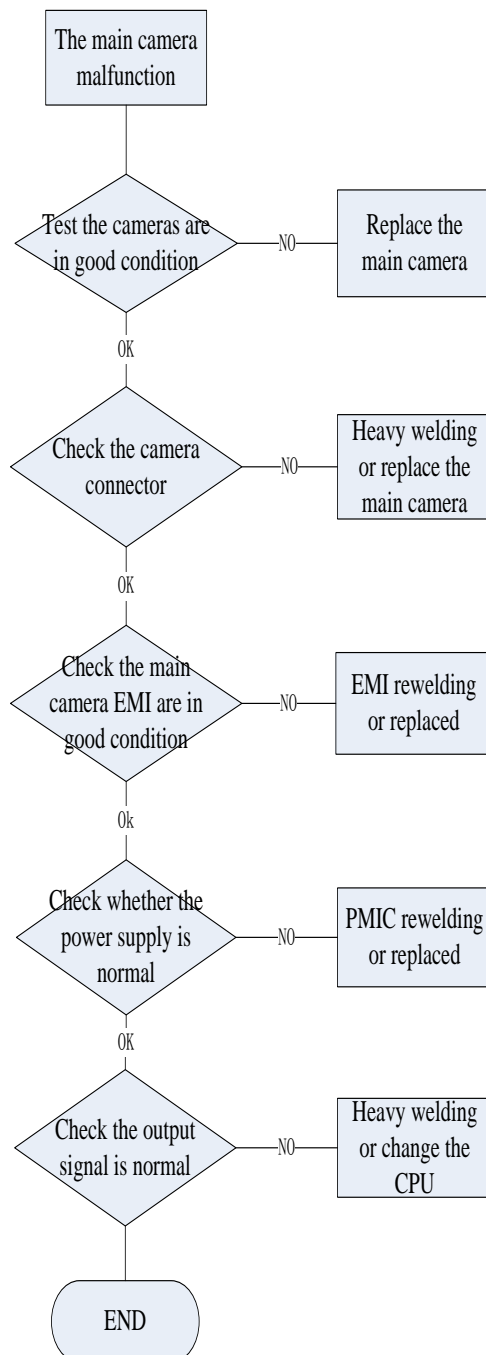 The main camera
malfunction
Test the cameras are
in good condition
NO
Replace the
main camera
OK
Check the camera
connector
NO
Heavy welding
or replace the
main camera
OK
Check the main
camera EMI are in
good condition
NO
EMI rewelding
or replaced
Ok
Check whether the
power supply is
normal
NO
PMIC rewelding
or replaced
OK
Check the output
signal is normal
NO
Heavy welding
or change the
CPU
END